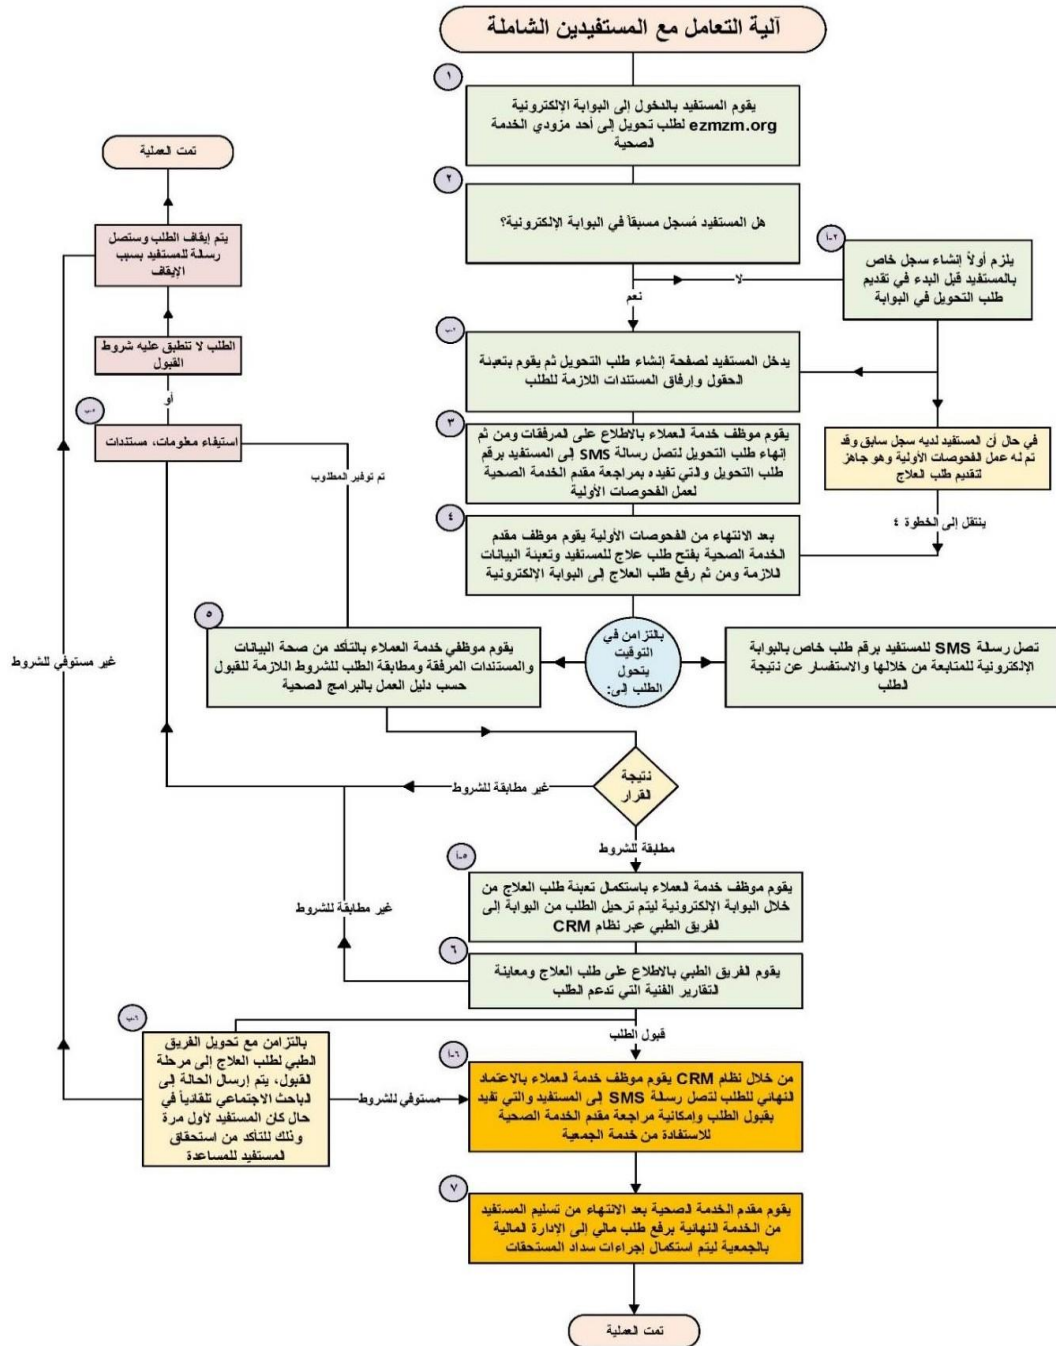 آلية التعامل مع المستفيدين الشاملة
١
يقوم المستفيد بالدخول إلى البوابة الإلكترونية
ezmzm.org لطلب تحويل إلى أحد مزودي الخدمة
الصحية
٢
هل المستفيد مُسجل مسبقاً في البوابة الإلكترونية؟
لا
نعم
٢-أ
يلزم أولاً إنشاء سجل خاص
بالمستفيد قبل البدء في تقديم
طلب التحويل في البوابة
٢-ب
يدخل المستفيد لصفحة إنشاء طلب التحويل ثم يقوم بتعبئة
الحقول وإرفاق المستندات اللازمة للطلب
في حال أن المستفيد لديه سجل سابق وقد
تم له عمل الفحوصات الأولية وهو جاهز
لتقديم طلب العلاج
ينتقل إلى الخطوة ٤
٣
يقوم موظف خدمة العملاء بالاطلاع على المرفقات ومن ثم
إنهاء طلب التحويل لتصل رسالة SMS إلى المستفيد برقم
طلب التحويل والتي تفيده بمراجعة مقدم الخدمة الصحية
لعمل الفحوصات الأولية
٤
بعد الانتهاء من الفحوصات الأولية يقوم موظف مقدم
الخدمة الصحية بفتح طلب علاج للمستفيد وتعبئة البيانات
اللازمة ومن ثم رفع طلب العلاج إلى البوابة الإلكترونية
بالتزامن في
التوقيت
يتحول
الطلب إلى:
تصل رسالة SMS للمستفيد برقم طلب خاص بالبوابة
الإلكترونية للمتابعة من خلالها والاستفسار عن نتيجة
الطلب
٥
يقوم موظفي خدمة العملاء بالتأكد من صحة البيانات
والمستندات المرفقة ومطابقة الطلب للشروط اللازمة للقبول
حسب دليل العمل بالبرامج الصحية
نتيجة
القرار
غير مطابقة للشروط
مطابقة للشروط
٥-أ
يقوم موظف خدمة العملاء باستكمال تعبئة طلب العلاج من
خلال البوابة الإلكترونية ليتم ترحيل الطلب من البوابة إلى
الفريق الطبي عبر نظام CRM
٦
يقوم الفريق الطبي بالاطلاع على طلب العلاج ومعاينة
التقارير الفنية التي تدعم الطلب
غير مطابقة للشروط
قبول الطلب
٦-أ
من خلال نظام CRM يقوم موظف خدمة العملاء بالاعتماد
النهائي للطلب لتصل رسالة SMS إلى المستفيد والتي تفيد
بقبول الطلب وإمكانية مراجعة مقدم الخدمة الصحية
للاستفادة من خدمة الجمعية
٦-ب
بالتزامن مع تحويل الفريق
الطبي لطلب العلاج إلى مرحلة
القبول، يتم إرسال الحالة إلى
الباحث الاجتماعي تلقائياً في
حال كان المستفيد لأول مرة
وذلك للتأكد من استحقاق
المستفيد للمساعدة
مستوفي للشروط
غير مستوفي للشروط
٧
يقوم مقدم الخدمة الصحية بعد الانتهاء من تسليم المستفيد
من الخدمة النهائية برفع طلب مالي إلى الإدارة المالية
بالجمعية ليتم استكمال إجراءات سداد المستحقات
تمت العملية
٥-ب
استيفاء معلومات، مستندات
تم توفير المطلوب
أو
الطلب لا تنطبق عليه شروط
القبول
يتم إيقاف الطلب وستصل
رسالة للمستفيد بسبب
الإيقاف
تمت العملية